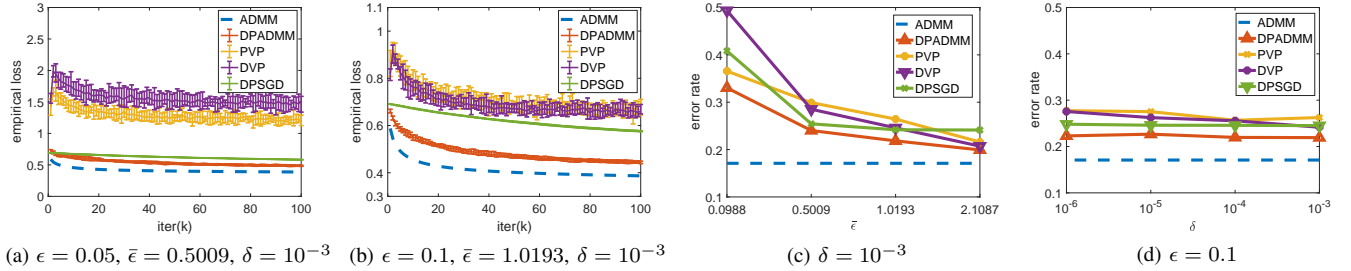 empirical loss
3
2.5
2
1.5
1
0.5
0
0
20
40
60
80
100
iter(k)
ADMM
DPADMM
PVP
DVP
DPSGD
(a) ϵ = 0.05, ϵ̄ = 0.5009, δ = 10⁻³
empirical loss
1.2
1.0
0.8
0.6
0.4
0.3
0
20
40
60
80
100
iter(k)
ADMM
DPADMM
PVP
DVP
DPSGD
(b) ϵ = 0.1, ϵ̄ = 1.0193, δ = 10⁻³
error rate
0.5
0.4
0.3
0.2
0.1
0.0988
0.5009
1.0193
2.1087
ϵ̄
ADMM
DPADMM
PVP
DVP
DPSGD
(c) δ = 10⁻³
error rate
0.5
0.4
0.3
0.2
0.1
10⁻⁶
10⁻⁵
10⁻⁴
10⁻³
δ
ADMM
DPADMM
PVP
DVP
DPSGD
(d) ϵ = 0.1